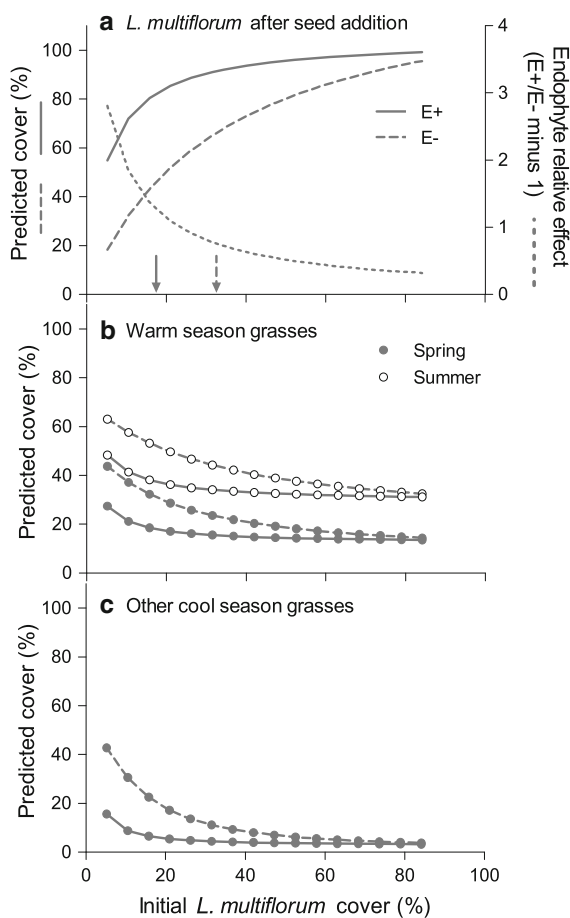 a L. multiflorum after seed addition
100
80
60
40
20
0
Predicted cover (%)
4
3
2
1
0
Endophyte relative effect
(E+/E- minus 1)
E+
E-
b Warm season grasses
100
80
60
40
20
0
Predicted cover (%)
Spring
Summer
c Other cool season grasses
100
80
60
40
20
0
Predicted cover (%)
0 20 40 60 80 100
Initial L. multiflorum cover (%)